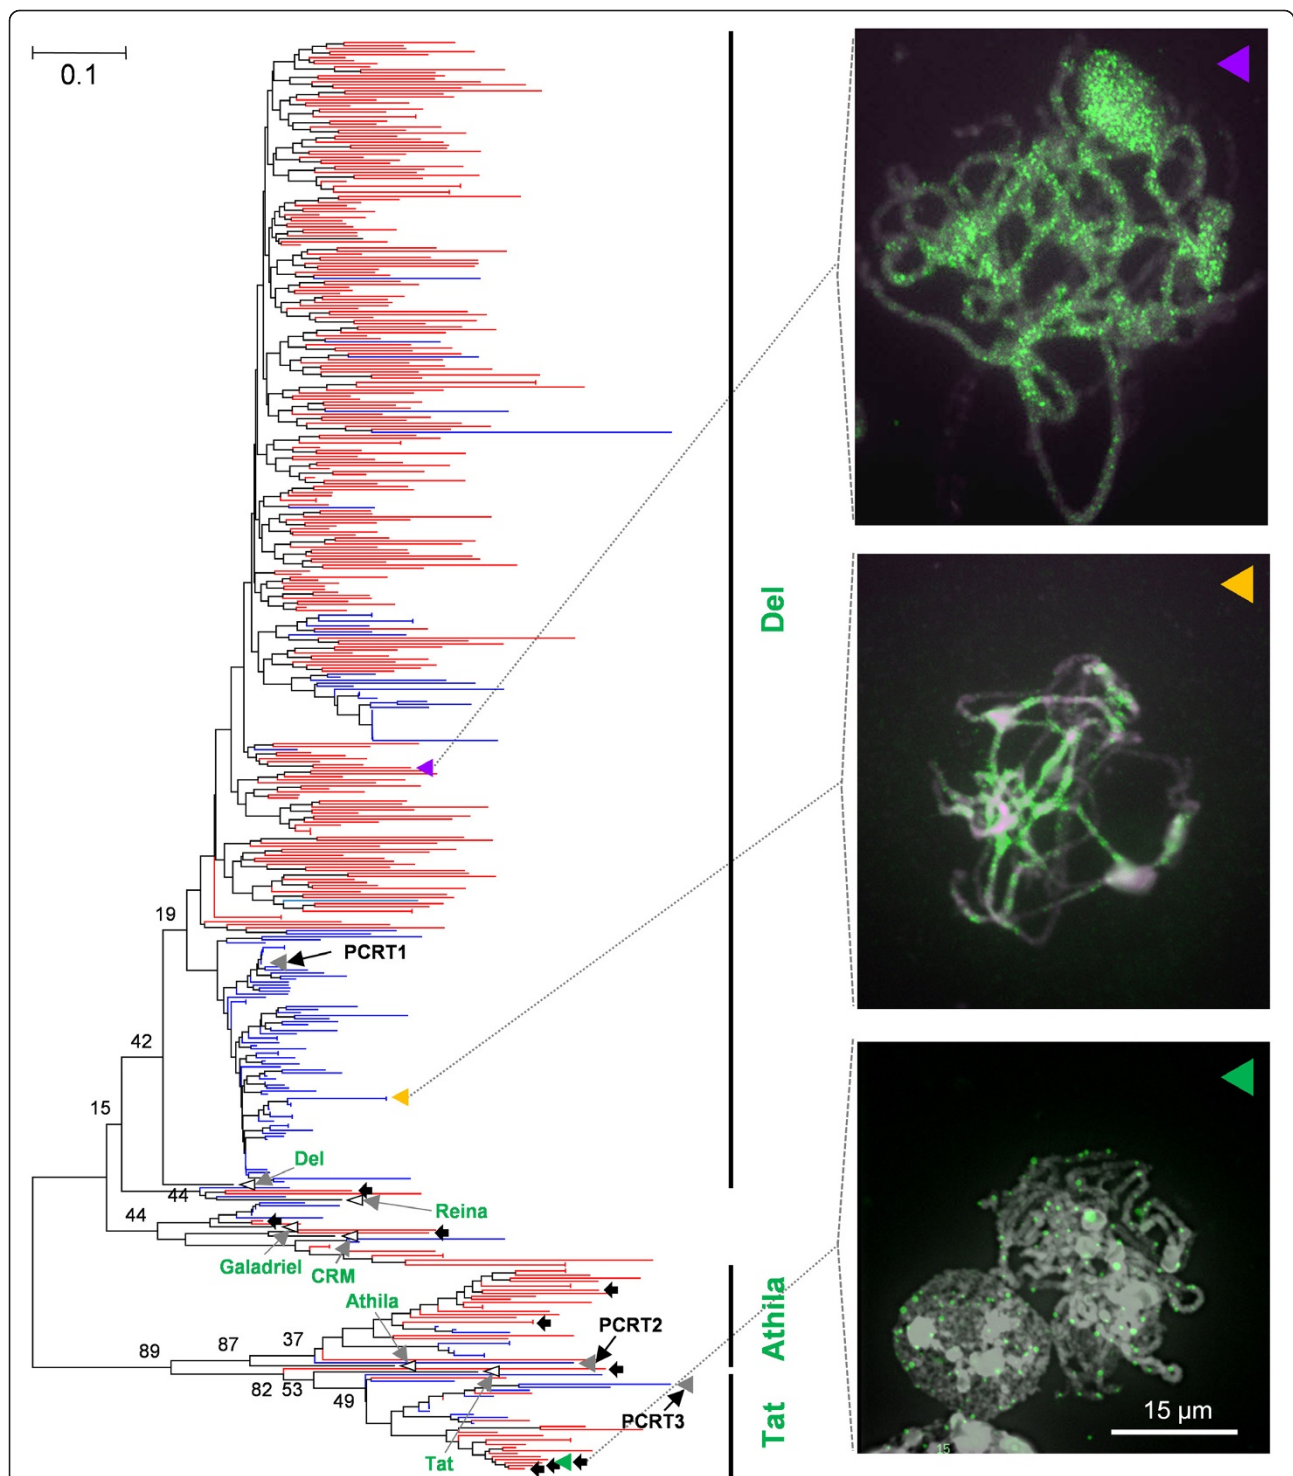 0.1
Del
19
PCRT1
42
15
Del
44
Reina
44
Galadriel
CRM
Athila
Athila
PCRT2
37
87
89
82
53
49
PCRT3
Tat
Tat
15 µm
15